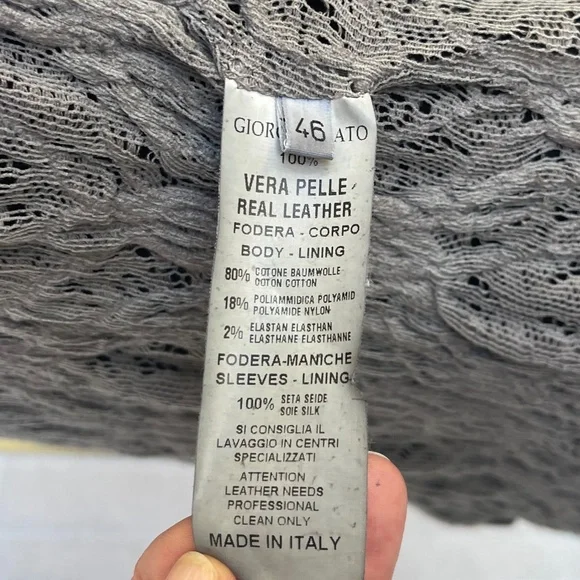 GIOR 46 ATO
100%
VERA PELLE
REAL LEATHER
FODERA - CORPO
BODY - LINING
80% COTONE BAUMWOLLE
COTON COTTON
18% POLIAMMIDICA POLYAMID
POLYAMIDE NYLON
2% ELASTAN ELASTHAN
ELASTHANE ELASTHANNE
FODERA-MANICHE
SLEEVES - LINING
100% SETA SEIDE
SOIE SILK
SI CONSIGLIA IL
LAVAGGIO IN CENTRI
SPECIALIZZATI
ATTENTION
LEATHER NEEDS
PROFESSIONAL
CLEAN ONLY
MADE IN ITALY